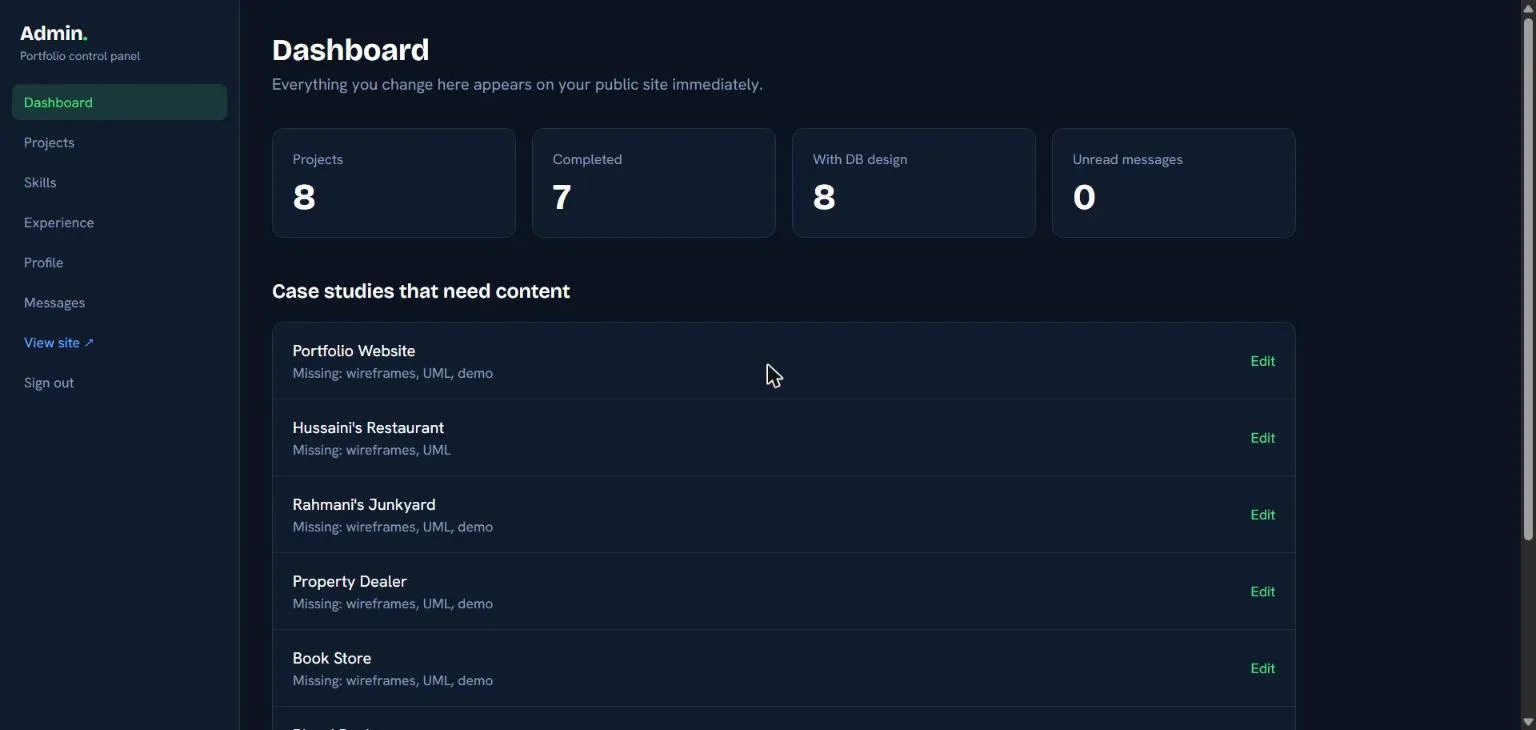 Admin.
Portfolio control panel
Dashboard
Projects
Skills
Experience
Profile
Messages
View site ↗
Sign out
Dashboard
Everything you change here appears on your public site immediately.
Projects
8
Completed
7
With DB design
8
Unread messages
0
Case studies that need content
Portfolio Website
Missing: wireframes, UML, demo
Edit
Hussaini's Restaurant
Missing: wireframes, UML
Edit
Rahmani's Junkyard
Missing: wireframes, UML, demo
Edit
Property Dealer
Missing: wireframes, UML, demo
Edit
Book Store
Missing: wireframes, UML, demo
Edit